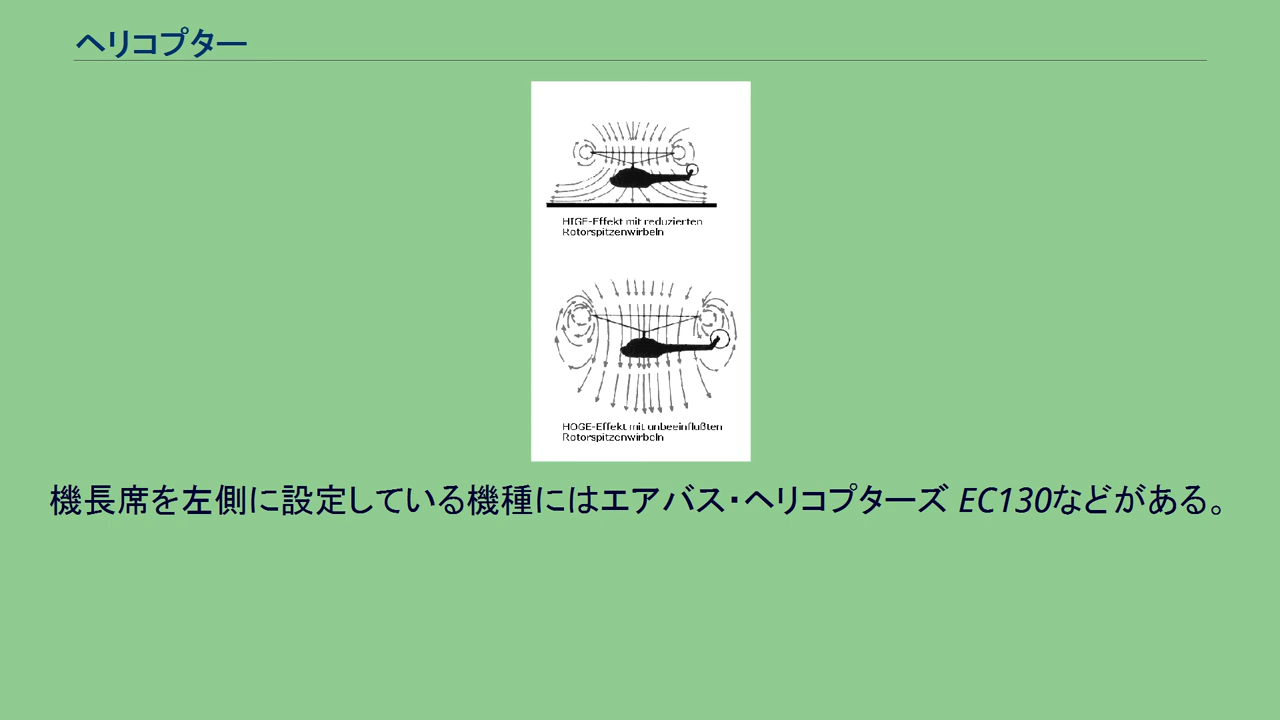 ヘリコプター
HIGE-Effekt mit reduzierten
Rotorspitzenwirbeln
HOGE-Effekt mit unbeeinflußten
Rotorspitzenwirbeln
機長席を左側に設定している機種にはエアバス・ヘリコプターズ EC130などがある。